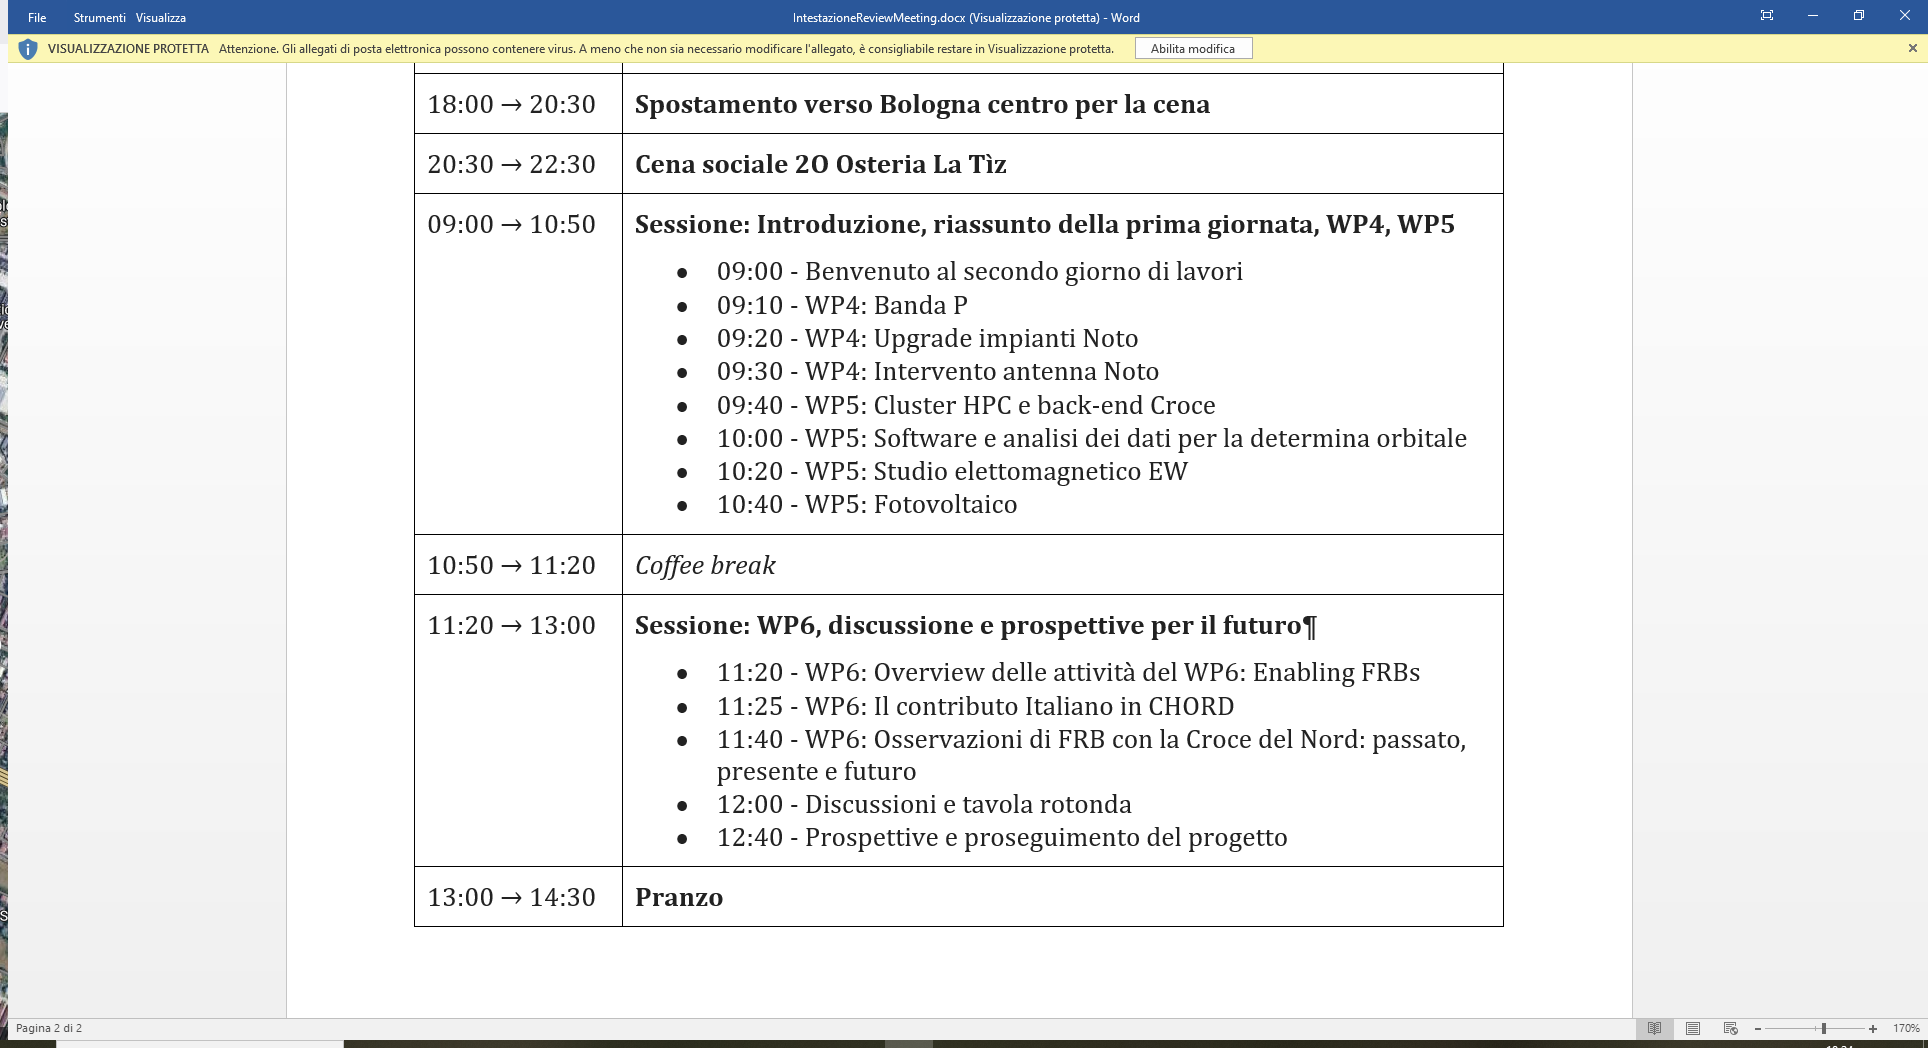 File Strumenti Visualizza IntestazioneReviewMeeting.docx (Visualizzazione protetta) - Word
VISUALIZZAZIONE PROTETTA Attenzione. Gli allegati di posta elettronica possono contenere virus. A meno che non sia necessario modificare l'allegato, è consigliabile restare in Visualizzazione protetta. Abilita modifica
18:00 → 20:30 Spostamento verso Bologna centro per la cena
20:30 → 22:30 Cena sociale 2O Osteria La Tìz
09:00 → 10:50 Sessione: Introduzione, riassunto della prima giornata, WP4, WP5
● 09:00 - Benvenuto al secondo giorno di lavori
● 09:10 - WP4: Banda P
● 09:20 - WP4: Upgrade impianti Noto
● 09:30 - WP4: Intervento antenna Noto
● 09:40 - WP5: Cluster HPC e back-end Croce
● 10:00 - WP5: Software e analisi dei dati per la determina orbitale
● 10:20 - WP5: Studio elettomagnetico EW
● 10:40 - WP5: Fotovoltaico
10:50 → 11:20 Coffee break
11:20 → 13:00 Sessione: WP6, discussione e prospettive per il futuro¶
● 11:20 - WP6: Overview delle attività del WP6: Enabling FRBs
● 11:25 - WP6: Il contributo Italiano in CHORD
● 11:40 - WP6: Osservazioni di FRB con la Croce del Nord: passato,
presente e futuro
● 12:00 - Discussioni e tavola rotonda
● 12:40 - Prospettive e proseguimento del progetto
13:00 → 14:30 Pranzo
Pagina 2 di 2 170%